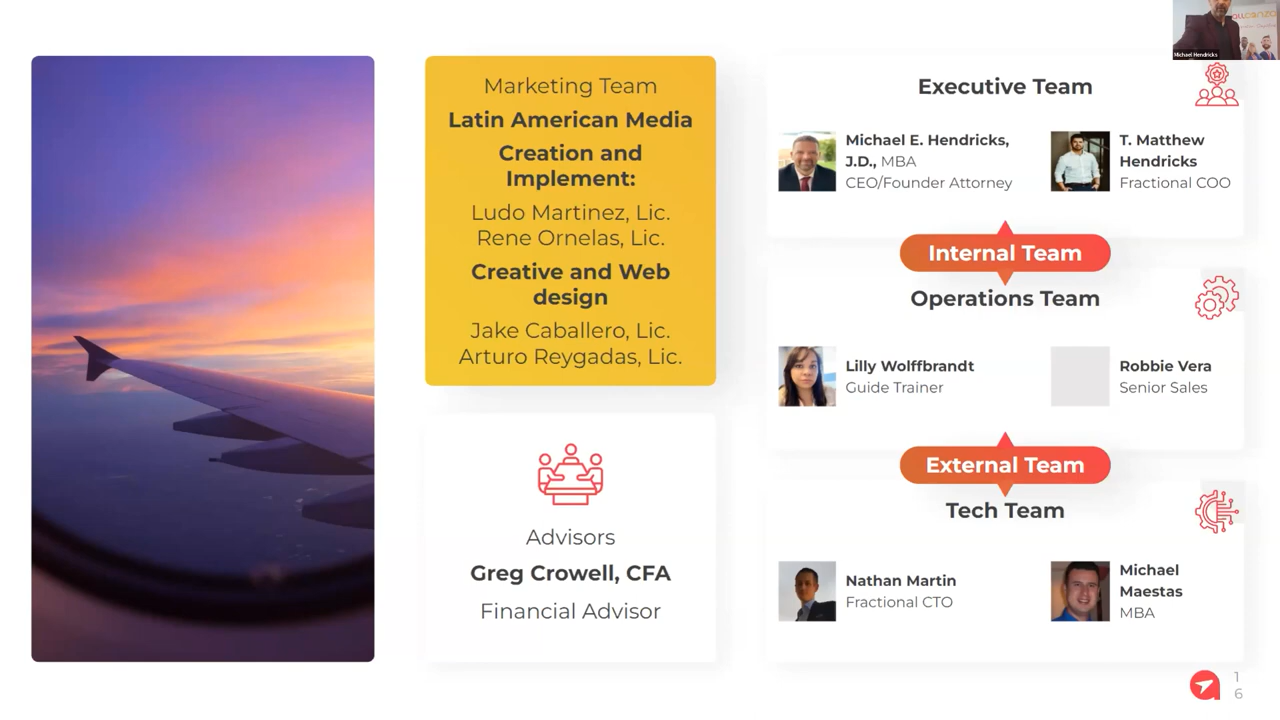 Marketing Team
Latin American Media
Creation and
Implement:
Ludo Martinez, Lic.
Rene Ornelas, Lic.
Creative and Web
design
Jake Caballero, Lic.
Arturo Reygadas, Lic.
Advisors
Greg Crowell, CFA
Financial Advisor
Michael Hendricks
Executive Team
Michael E. Hendricks,
J.D., MBA
CEO/Founder Attorney
T. Matthew
Hendricks
Fractional COO
Internal Team
Operations Team
Lilly Wolffbrandt
Guide Trainer
Robbie Vera
Senior Sales
External Team
Tech Team
Nathan Martin
Fractional CTO
Michael
Maestas
MBA
1
6